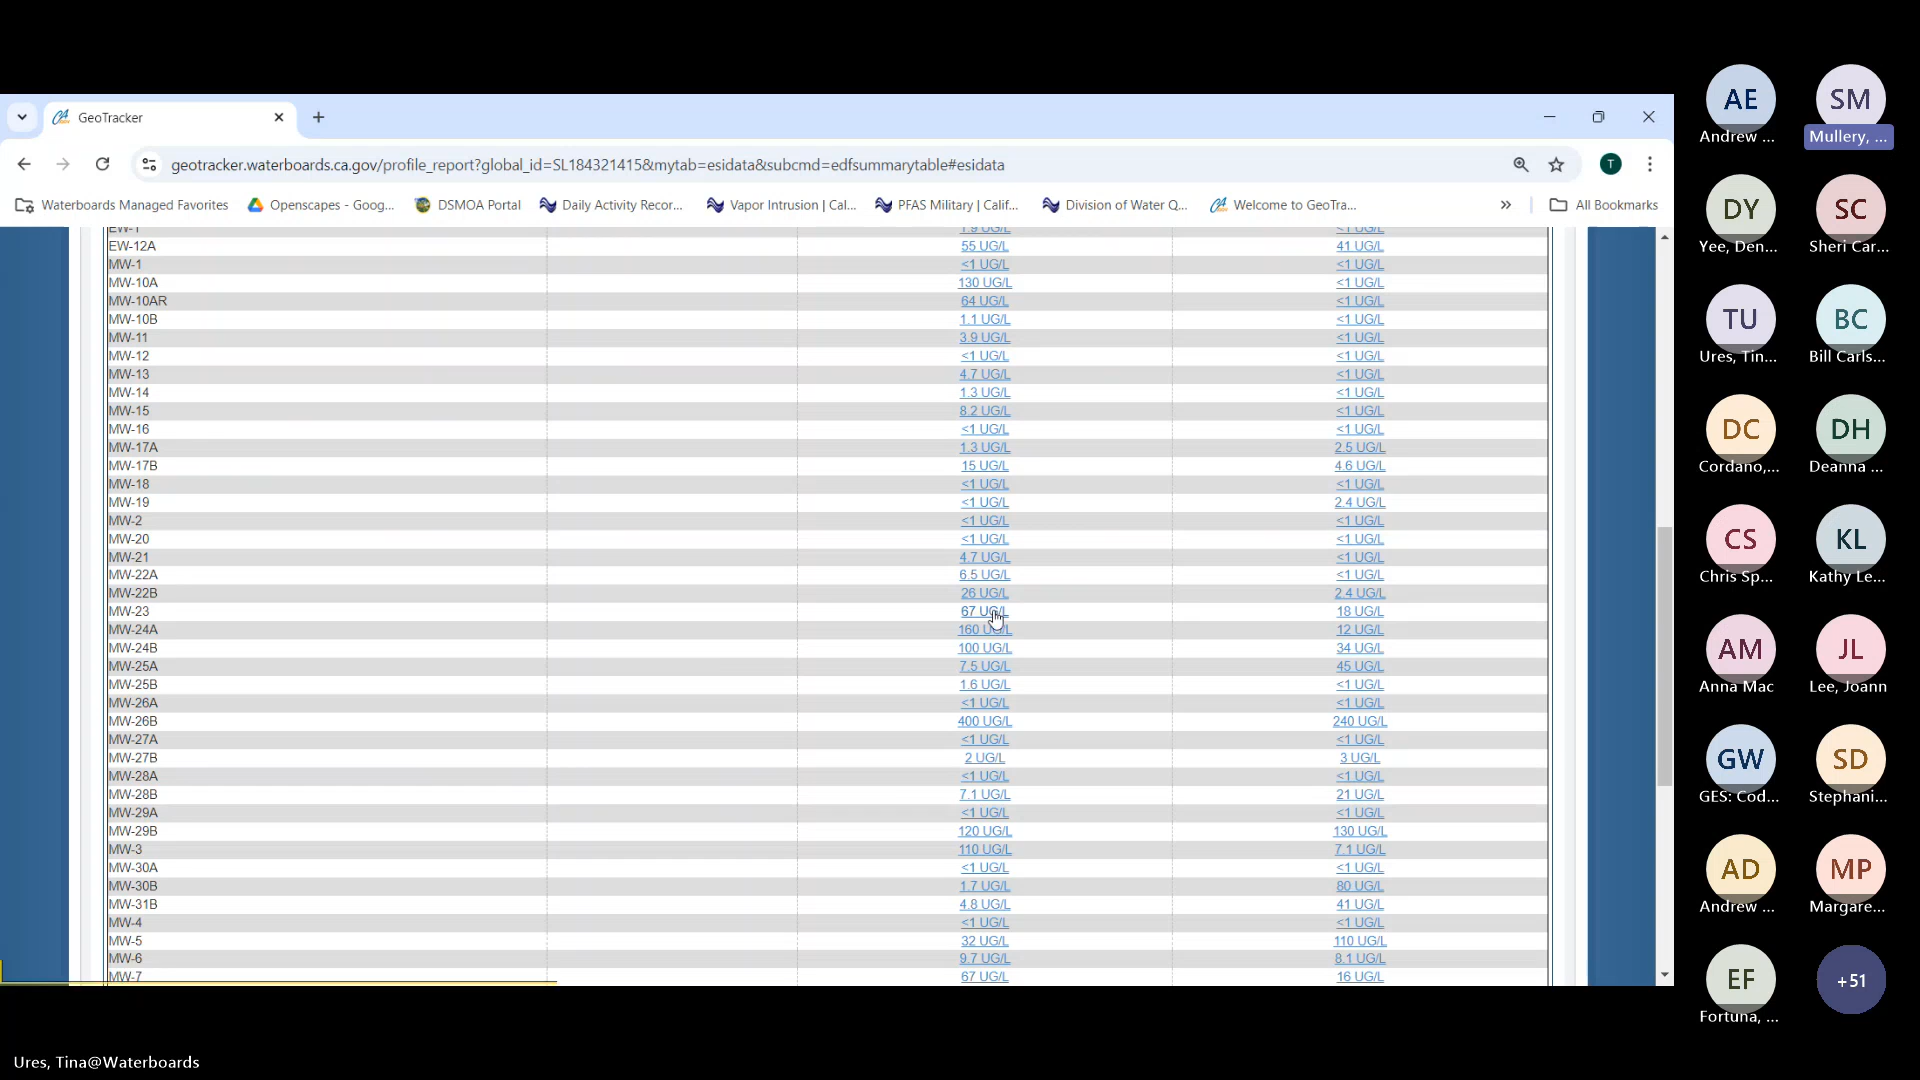 GeoTracker
geotracker.waterboards.ca.gov/profile_report?global_id=SL184321415&mytab=esidata&subcmd=edfsummarytable#esidata
T
Waterboards Managed Favorites Openscapes - Goog... DSMOA Portal Daily Activity Recor... Vapor Intrusion | Cal... PFAS Military | Calif... Division of Water Q... Welcome to GeoTra... » All Bookmarks
EW-1 1.9 UG/L <1 UG/L
EW-12A 55 UG/L 41 UG/L
MW-1 <1 UG/L <1 UG/L
MW-10A 130 UG/L <1 UG/L
MW-10AR 64 UG/L <1 UG/L
MW-10B 1.1 UG/L <1 UG/L
MW-11 3.9 UG/L <1 UG/L
MW-12 <1 UG/L <1 UG/L
MW-13 4.7 UG/L <1 UG/L
MW-14 1.3 UG/L <1 UG/L
MW-15 8.2 UG/L <1 UG/L
MW-16 <1 UG/L <1 UG/L
MW-17A 1.3 UG/L 2.5 UG/L
MW-17B 15 UG/L 4.6 UG/L
MW-18 <1 UG/L <1 UG/L
MW-19 <1 UG/L 2.4 UG/L
MW-2 <1 UG/L <1 UG/L
MW-20 <1 UG/L <1 UG/L
MW-21 4.7 UG/L <1 UG/L
MW-22A 6.5 UG/L <1 UG/L
MW-22B 26 UG/L 2.4 UG/L
MW-23 67 UG/L 18 UG/L
MW-24A 160 UG/L 12 UG/L
MW-24B 100 UG/L 34 UG/L
MW-25A 7.5 UG/L 45 UG/L
MW-25B 1.6 UG/L <1 UG/L
MW-26A <1 UG/L <1 UG/L
MW-26B 400 UG/L 240 UG/L
MW-27A <1 UG/L <1 UG/L
MW-27B 2 UG/L 3 UG/L
MW-28A <1 UG/L <1 UG/L
MW-28B 7.1 UG/L 21 UG/L
MW-29A <1 UG/L <1 UG/L
MW-29B 120 UG/L 130 UG/L
MW-3 110 UG/L 7.1 UG/L
MW-30A <1 UG/L <1 UG/L
MW-30B 1.7 UG/L 80 UG/L
MW-31B 4.8 UG/L 41 UG/L
MW-4 <1 UG/L <1 UG/L
MW-5 32 UG/L 110 UG/L
MW-6 9.7 UG/L 8.1 UG/L
MW-7 67 UG/L 16 UG/L
AE SM
Andrew ... Mullery, ...
DY SC
Yee, Den... Sheri Car...
TU BC
Ures, Tin... Bill Carls...
DC DH
Cordano,... Deanna ...
CS KL
Chris Sp... Kathy Le...
AM JL
Anna Mac Lee, Joann
GW SD
GES: Cod... Stephani...
AD MP
Andrew ... Margare...
EF +51
Fortuna, ...
Ures, Tina@Waterboards